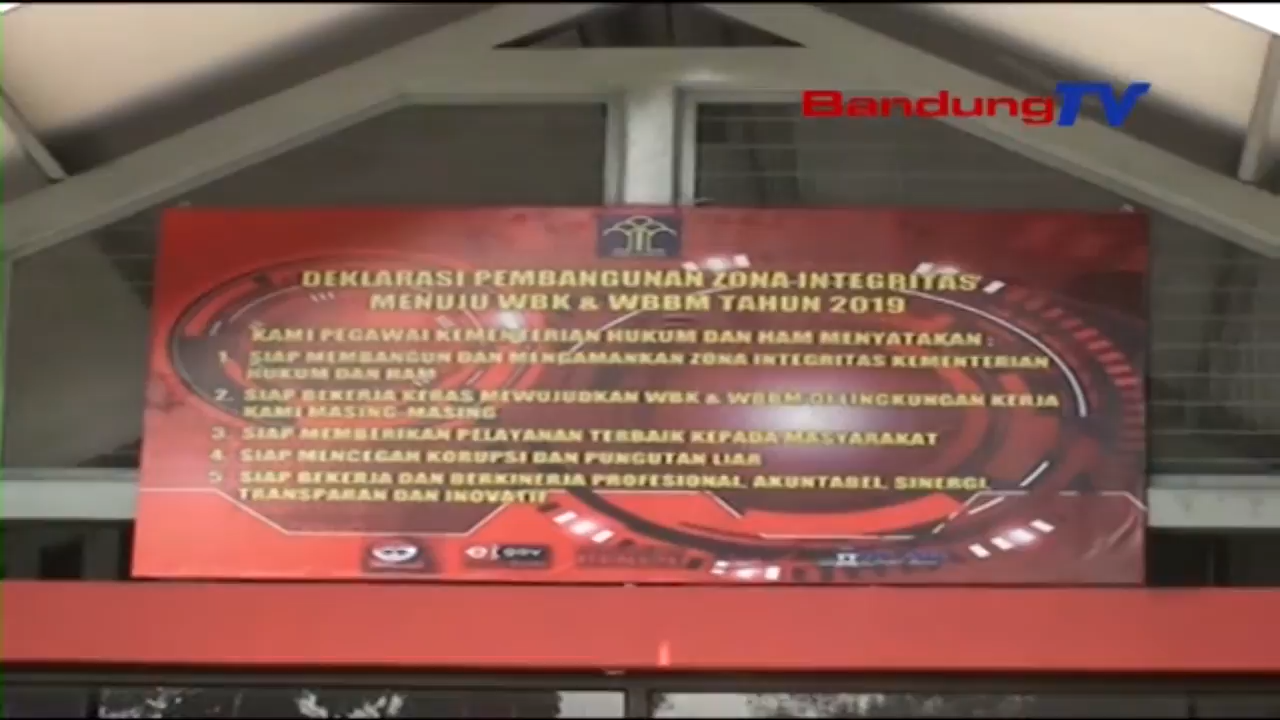 BandungTV
DEKLARASI PEMBANGUNAN ZONA INTEGRITAS
MENUJU WBK & WBBM TAHUN 2019
KAMI PEGAWAI KEMENTERIAN HUKUM DAN HAM MENYATAKAN :
1. SIAP MEMBANGUN DAN MENGAMANKAN ZONA INTEGRITAS KEMENTERIAN
HUKUM DAN HAM
2. SIAP BEKERJA KERAS MEWUJUDKAN WBK & WBBM DI LINGKUNGAN KERJA
KAMI MASING-MASING
3. SIAP MEMBERIKAN PELAYANAN TERBAIK KEPADA MASYARAKAT
4. SIAP MENCEGAH KORUPSI DAN PUNGUTAN LIAR
5. SIAP BEKERJA DAN BERKINERJA PROFESIONAL, AKUNTABEL, SINERGI,
TRANSPARAN DAN INOVATIF